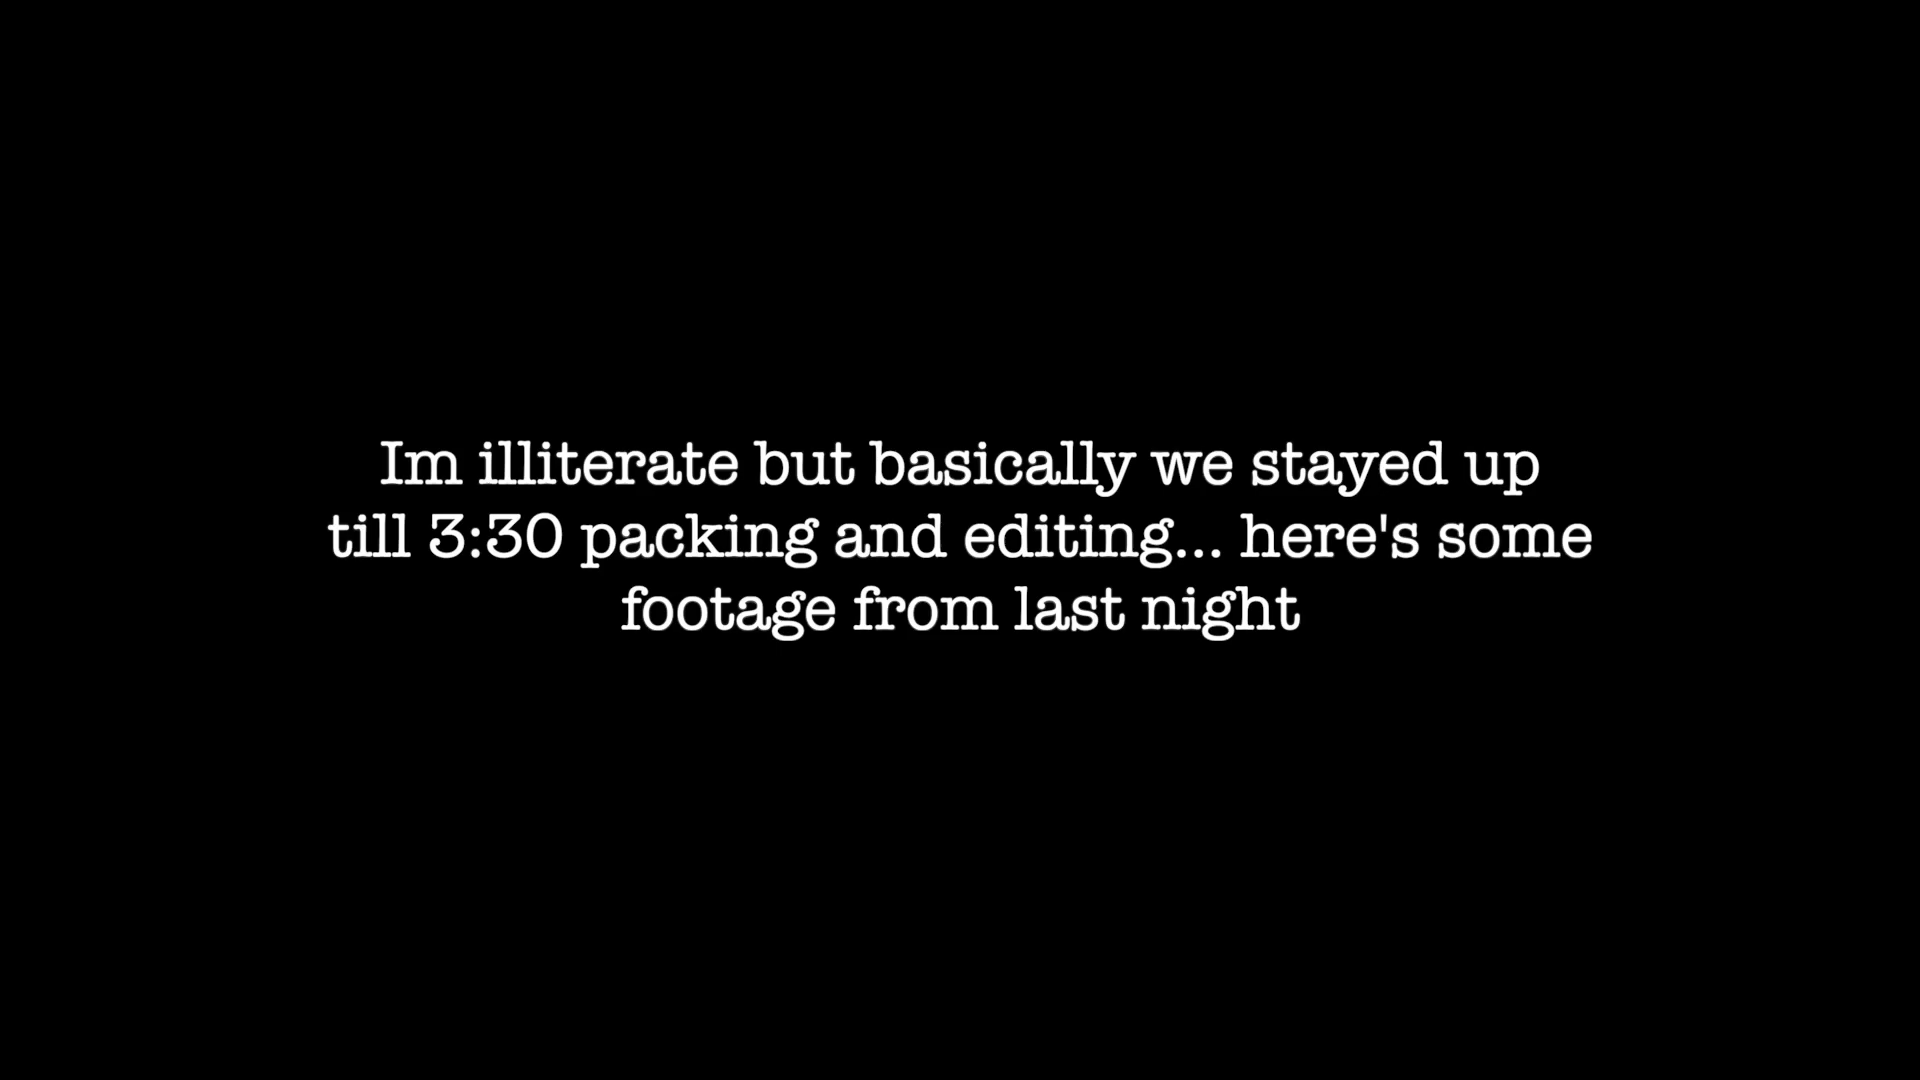 Im illiterate but basically we stayed up
till 3:30 packing and editing... here's some
footage from last night